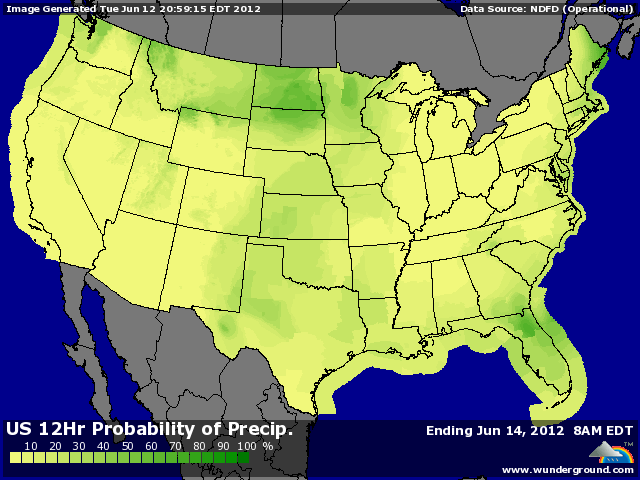 Image Generated Tue Jun 12 20:59:15 EDT 2012
Data Source: NDFD (Operational)
US 12Hr Probability of Precip.
Ending Jun 14, 2012 8AM EDT
10 20 30 40 50 60 70 80 90 100 %
TM
www.wunderground.com